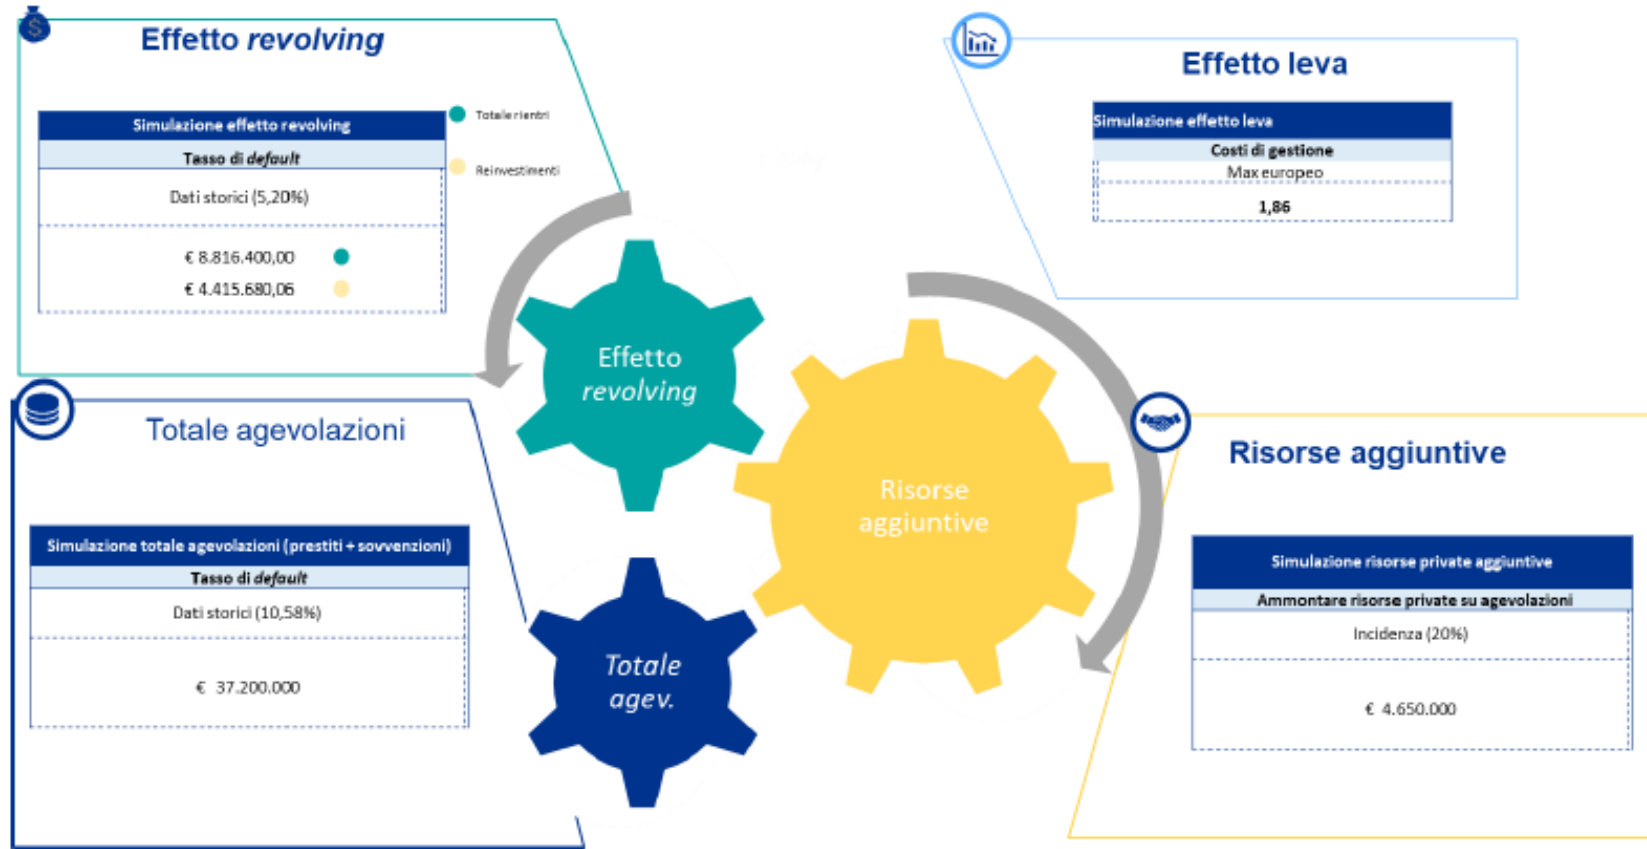 Effetto revolving
Simulazione effetto revolving
Tasso di default
Dati storici (5,20%)
€ 8.816.400,00
€ 4.415.680,06
Totale rientri
Reinvestimenti
Effetto leva
Simulazione effetto leva
Costi di gestione
Max europeo
1,86
Effetto
revolving
Totale agevolazioni
Simulazione totale agevolazioni (prestiti + sovvenzioni)
Tasso di default
Dati storici (10,58%)
€ 37.200.000
Totale
agev.
Risorse
aggiuntive
Risorse aggiuntive
Simulazione risorse private aggiuntive
Ammontare risorse private su agevolazioni
Incidenza (20%)
€ 4.650.000